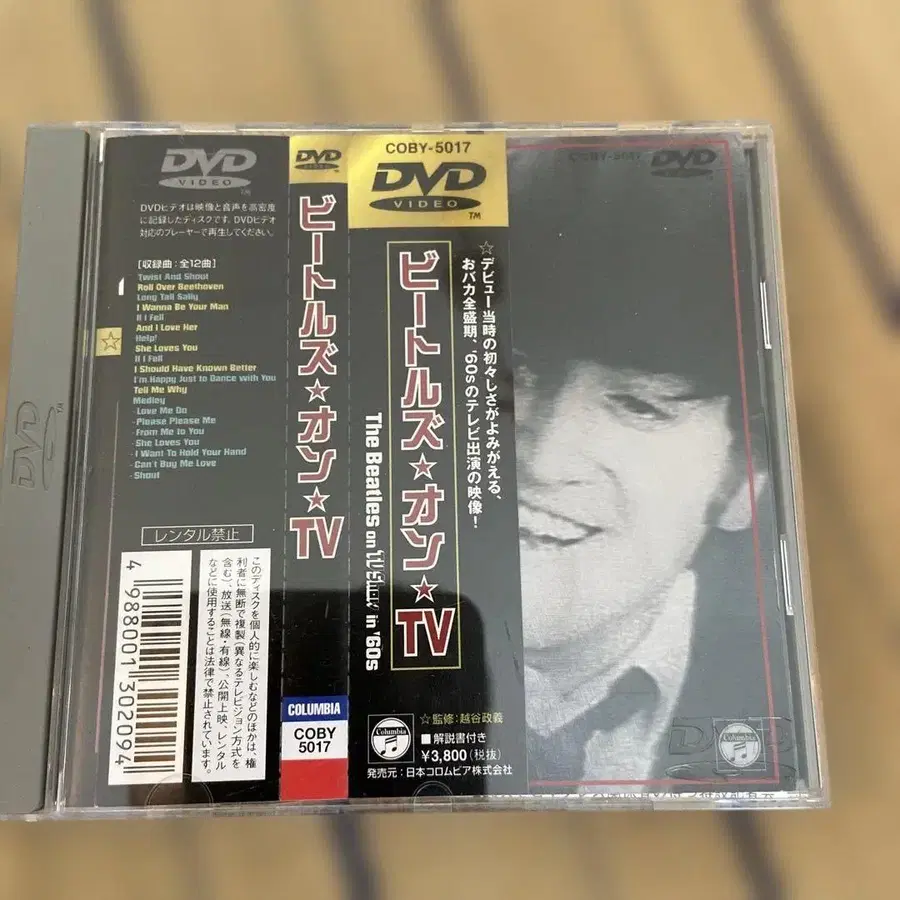 DVD
VIDEO
TM
DVDビデオは映像と音声を高密度
に記録したディスクです。DVDビデオ
対応のプレーヤーで再生してください。
[収録曲:全12曲]
Twist And Shout
Roll Over Beethoven
Long Tall Sally
I Wanna Be Your Man
If I Fell
And I Love Her
Help!
She Loves You
If I Fell
I Should Have Known Better
I'm Happy Just to Dance with You
Tell Me Why
Medley
-Love Me Do
-Please Please Me
-From Me to You
-She Loves You
-I Want To Hold Your Hand
-Can't Buy Me Love
-Shout
レンタル禁止
このディスクを個人的に楽しむなどのほかは、権
利者に無断で複製(異なるテレビジョン方式を
含む)、放送(無線・有線)、公開上映、レンタル
などに使用することは法律で禁止されています。
4 988001 302094
DVD
ビートルズ☆オン☆TV
COLUMBIA
COBY
5017
COBY-5017
DVD
VIDEO
TM
☆デビュー当時の初々しさがよみがえる、
おバカ全盛期、'60sのテレビ出演の映像!
ビートルズ☆オン☆TV
The Beatles on TV Show in '60s
☆監修:越谷政義
■解説書付き
¥3,800(税抜)
発売元:日本コロムビア株式会社
Columbia
COBY-5017
DVD
VIDEO
Columbia
DVD
DVD